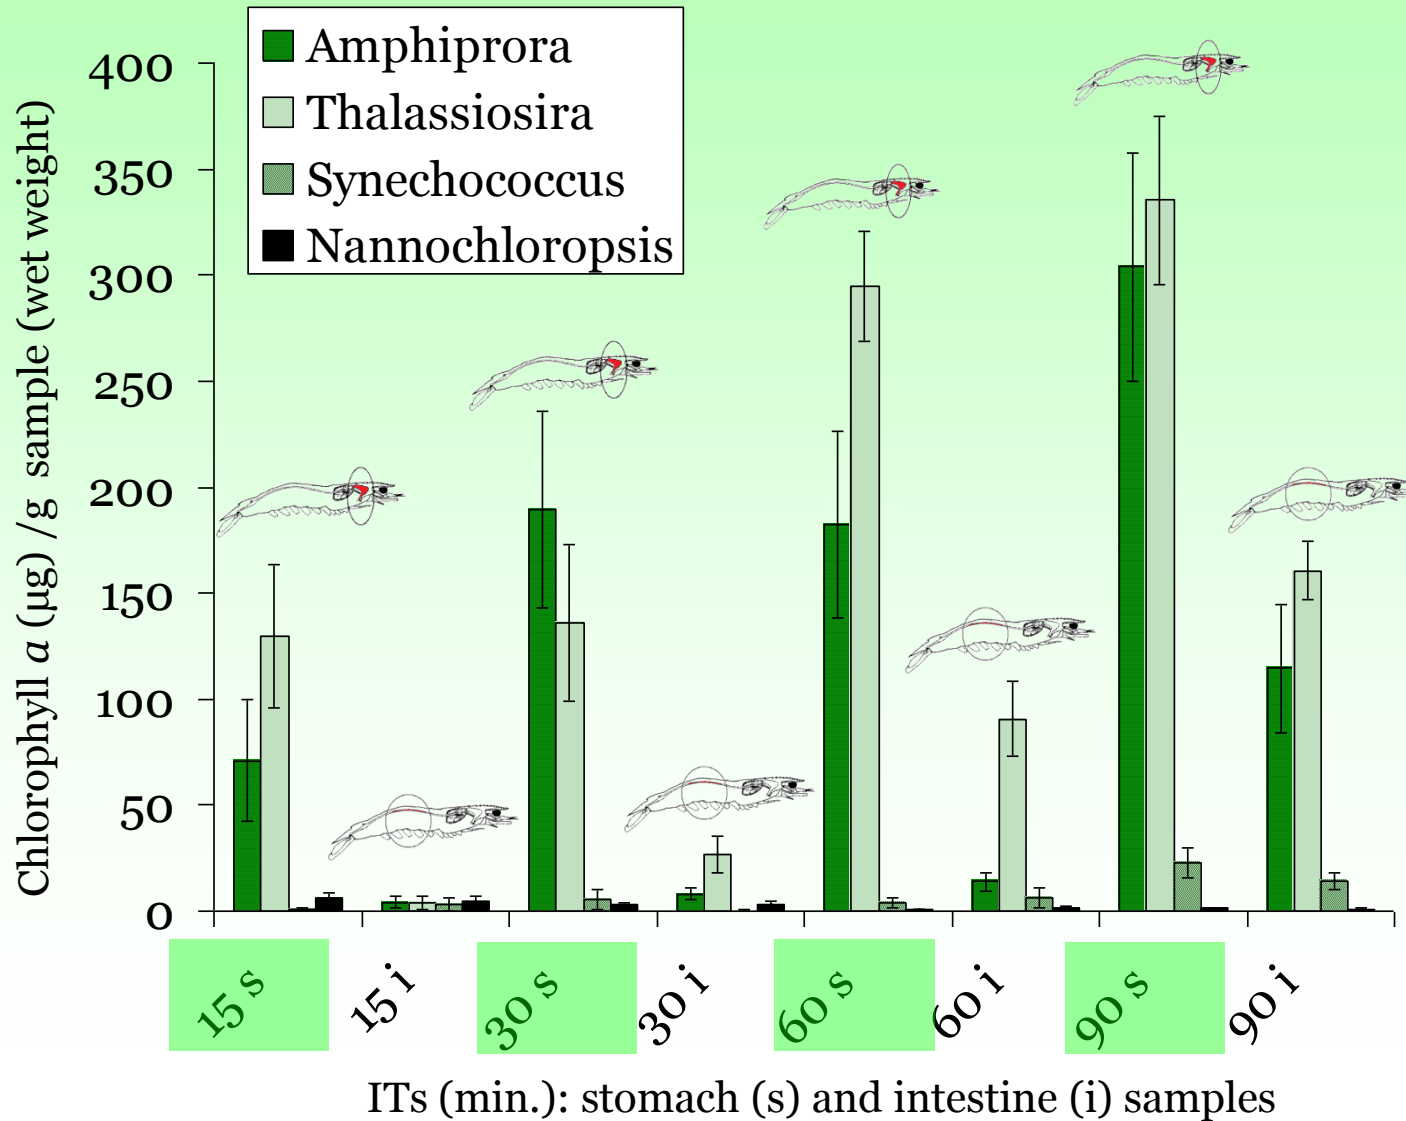 Amphiprora
Thalassiosira
Synechococcus
Nannochloropsis
400
350
300
250
200
150
100
50
0
Chlorophyll a (µg) /g sample (wet weight)
15 s
15 i
30 s
30 i
60 s
60 i
90 s
90 i
ITs (min.): stomach (s) and intestine (i) samples